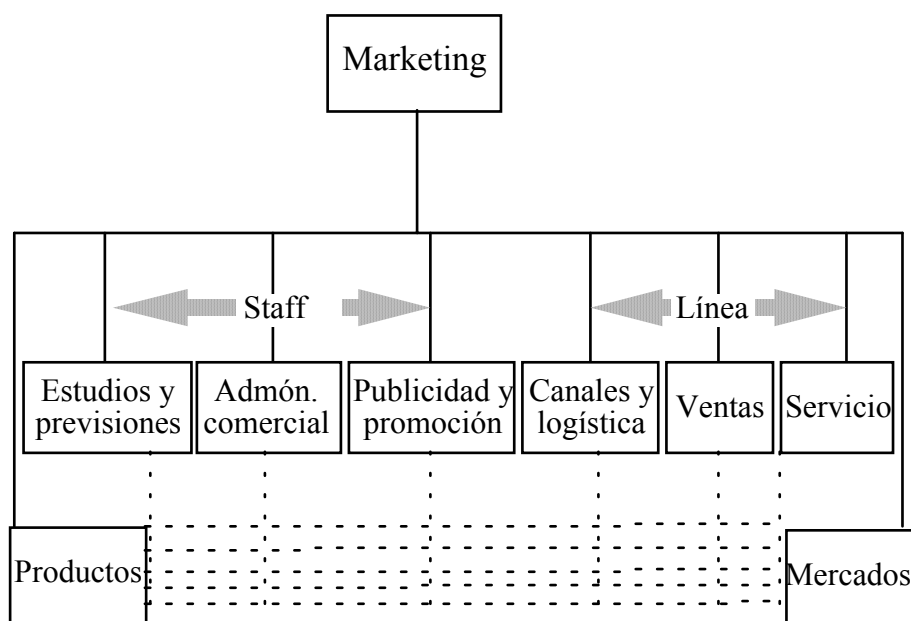 Marketing
Staff
Línea
Estudios y
previsiones
Admón.
comercial
Publicidad y
promoción
Canales y
logística
Ventas
Servicio
Productos
Mercados